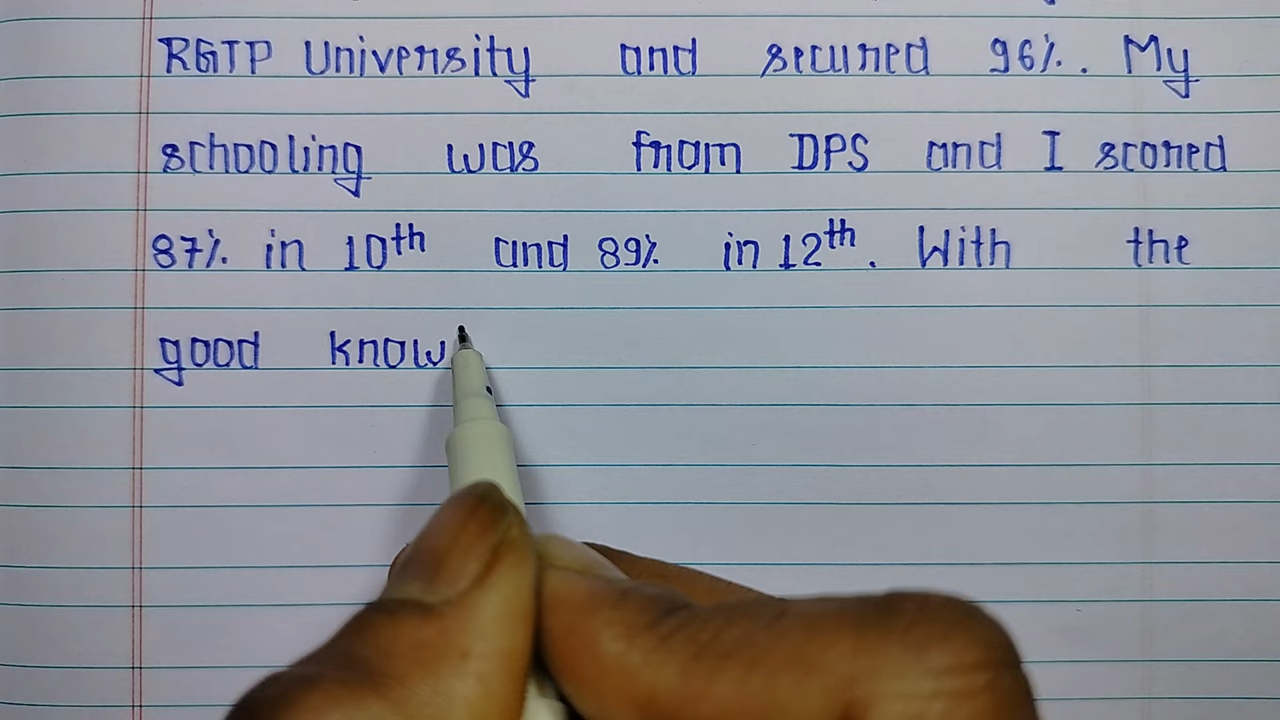 RGTP University and secured 96%. My
schooling was from DPS and I scored
87% in 10th and 89% in 12th. With the
good know